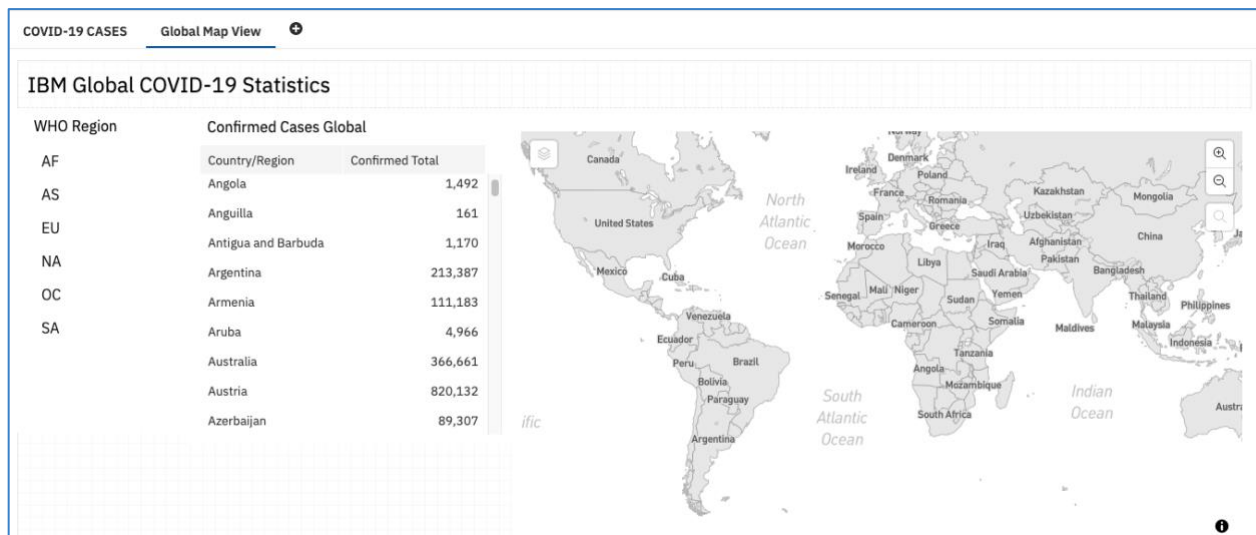 COVID-19 CASES Global Map View
IBM Global COVID-19 Statistics
WHO Region
AF
AS
EU
NA
OC
SA
Confirmed Cases Global
Country/Region Confirmed Total
Angola 1,492
Anguilla 161
Antigua and Barbuda 1,170
Argentina 213,387
Armenia 111,183
Aruba 4,966
Australia 366,661
Austria 820,132
Azerbaijan 89,307
Norway
Canada
Denmark
Ireland
Poland
France
Kazakhstan
Mongolia
North
Atlantic
Ocean
Romania
Spain
Uzbekistan
United States
Greece
China
Ja
Morocco
Iraq
Afghanistan
Libya
Pakistan
Mexico
Cuba
Saudi Arabia
Bangladesh
Senegal
Mali
Niger
Sudan
Yemen
Thailand
Philippines
Venezuela
Cameroon
Somalia
Maldives
Malaysia
Ecuador
Indonesia
Peru
Brazil
Tanzania
Angola
Bolivia
Mozambique
Paraguay
South
Atlantic
Ocean
Indian
Ocean
South Africa
Austra
ific
Argentina